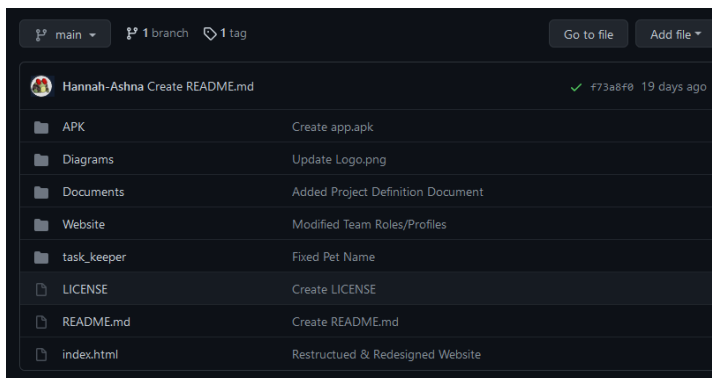 main 1 branch 1 tag Go to file Add file
Hannah-Ashna Create README.md f73a8f0 19 days ago
APK Create app.apk
Diagrams Update Logo.png
Documents Added Project Definition Document
Website Modified Team Roles/Profiles
task_keeper Fixed Pet Name
LICENSE Create LICENSE
README.md Create README.md
index.html Restructued & Redesigned Website